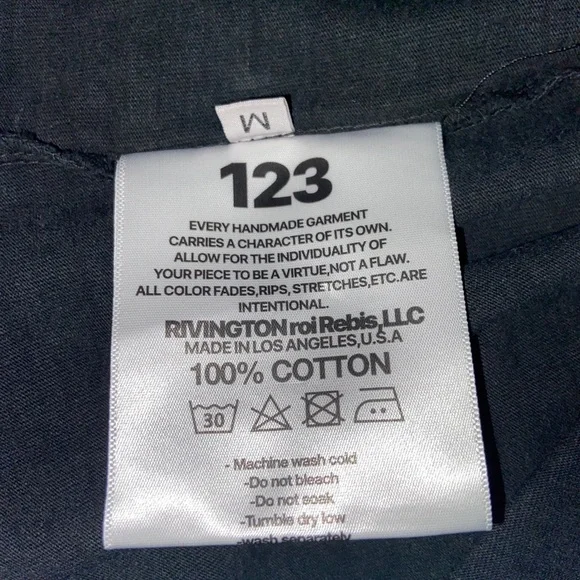 M
123
EVERY HANDMADE GARMENT
CARRIES A CHARACTER OF ITS OWN.
ALLOW FOR THE INDIVIDUALITY OF
YOUR PIECE TO BE A VIRTUE,NOT A FLAW.
ALL COLOR FADES,RIPS,STRETCHES,ETC.ARE
INTENTIONAL.
RIVINGTON roi Rebis,LLC
MADE IN LOS ANGELES,U.S.A
100% COTTON
30
- Machine wash cold
-Do not bleach
-Do not soak
-Tumble dry low
-wash separately